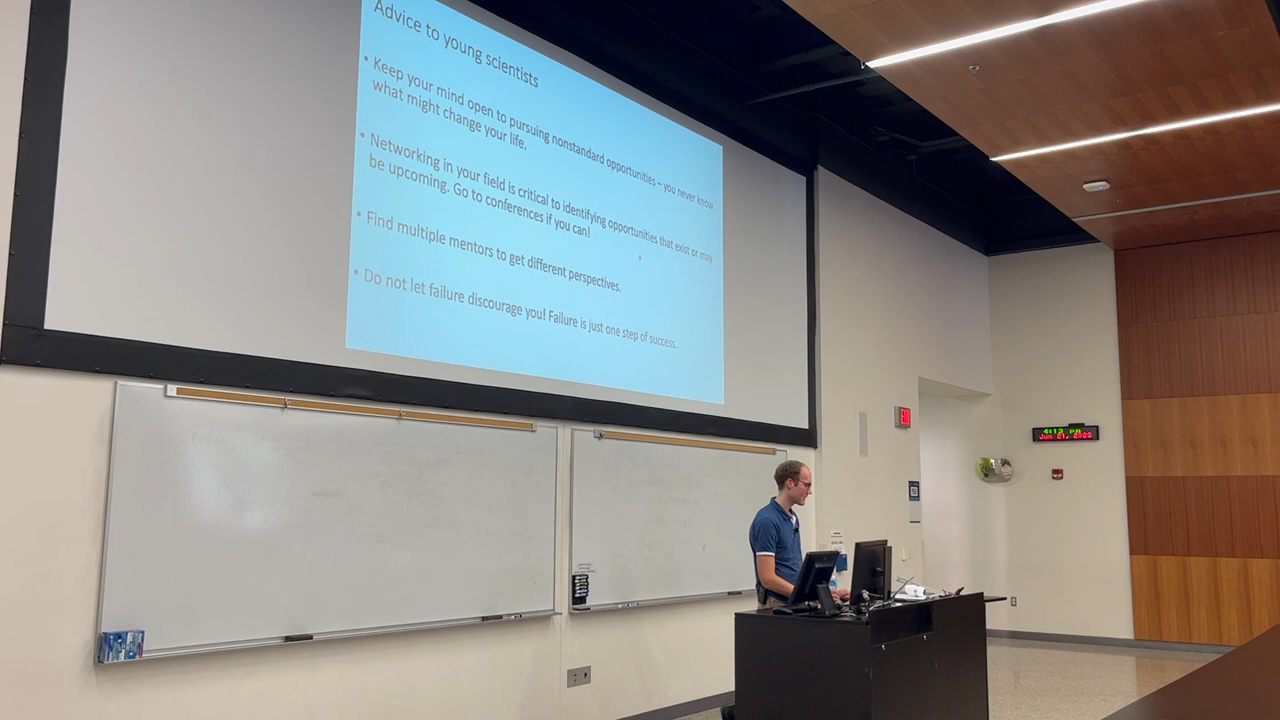 Advice to young scientists
• Keep your mind open to pursuing nonstandard opportunities – you never know
what might change your life.
• Networking in your field is critical to identifying opportunities that exist or may
be upcoming. Go to conferences if you can!
• Find multiple mentors to get different perspectives.
• Do not let failure discourage you! Failure is just one step of success.
4:13 PM
Jun 21, 2023